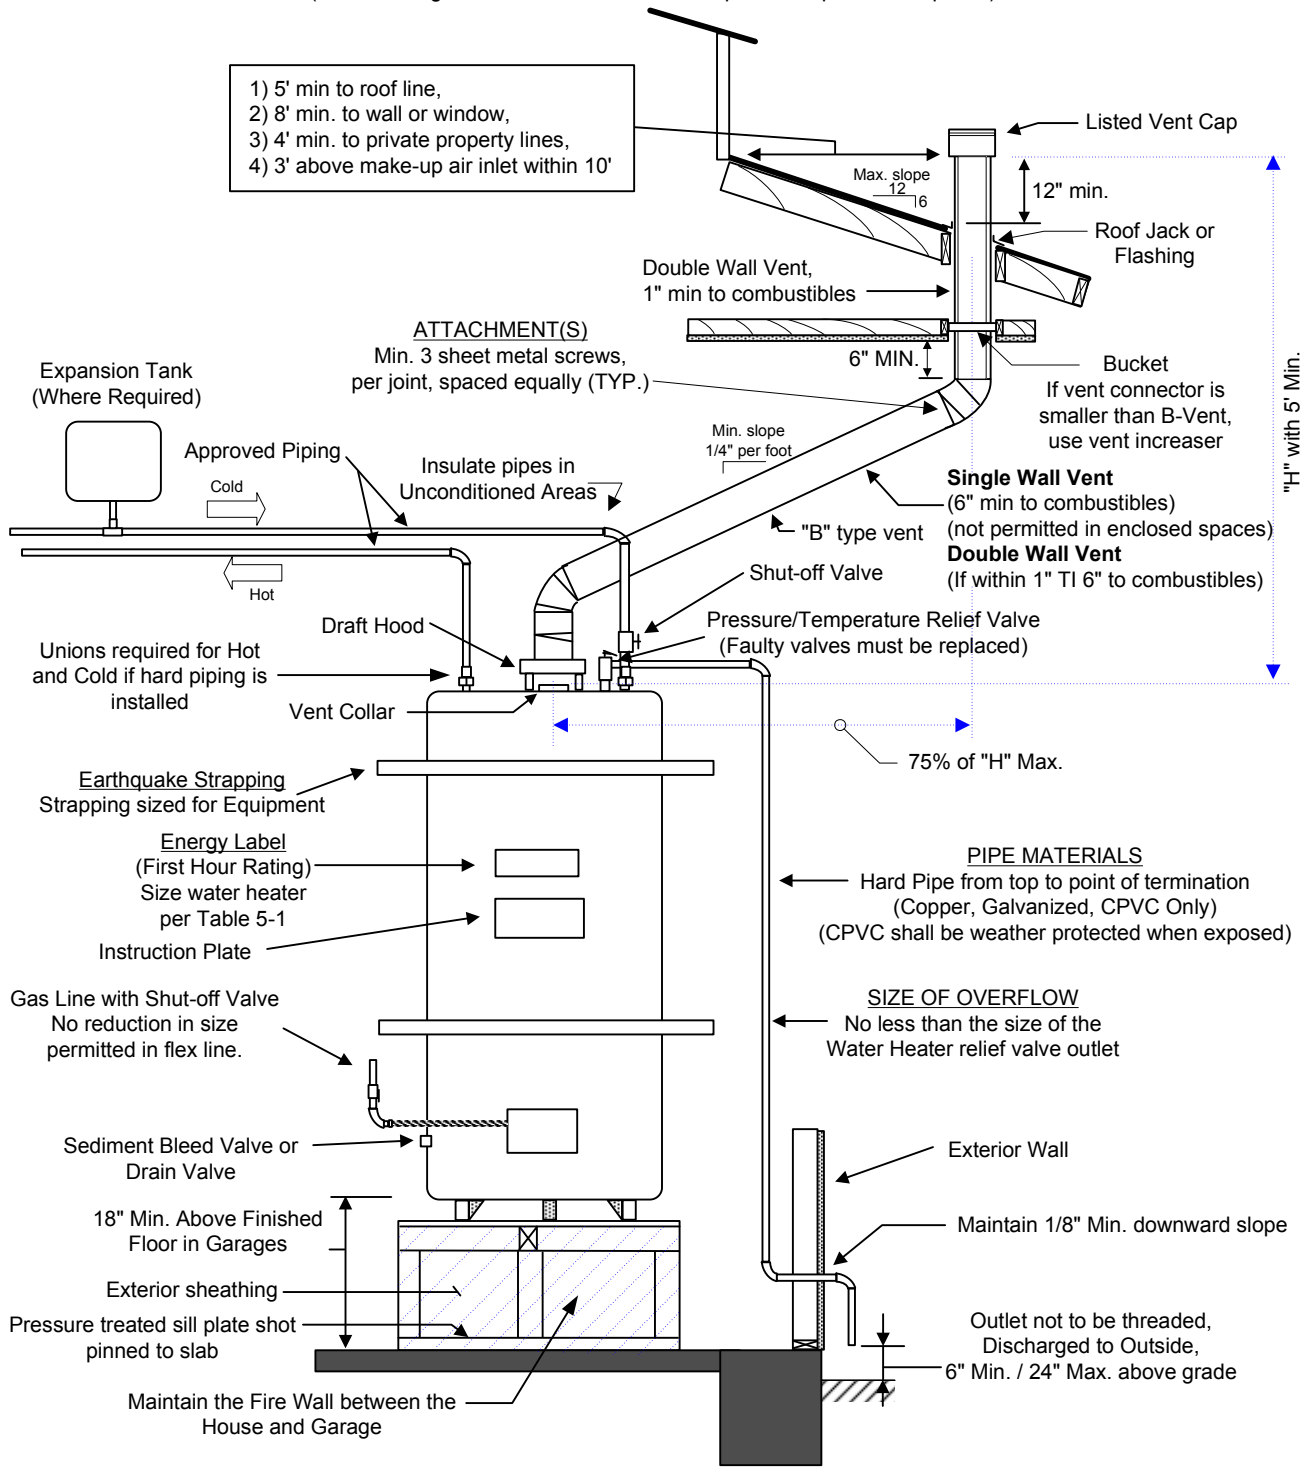 1) 5' min to roof line,
2) 8' min. to wall or window,
3) 4' min. to private property lines,
4) 3' above make-up air inlet within 10'
Listed Vent Cap
Max. slope
12
6
12" min.
Roof Jack or
Flashing
Double Wall Vent,
1" min to combustibles
ATTACHMENT(S)
Min. 3 sheet metal screws,
per joint, spaced equally (TYP.)
6" MIN.
Bucket
If vent connector is
smaller than B-Vent,
use vent increaser
"H" with 5' Min.
Expansion Tank
(Where Required)
Approved Piping
Cold
Hot
Insulate pipes in
Unconditioned Areas
Min. slope
1/4" per foot
Single Wall Vent
(6" min to combustibles)
(not permitted in enclosed spaces)
Double Wall Vent
(If within 1" TI 6" to combustibles)
"B" type vent
Shut-off Valve
Draft Hood
Pressure/Temperature Relief Valve
(Faulty valves must be replaced)
Unions required for Hot
and Cold if hard piping is
installed
Vent Collar
75% of "H" Max.
Earthquake Strapping
Strapping sized for Equipment
Energy Label
(First Hour Rating)
Size water heater
per Table 5-1
Instruction Plate
PIPE MATERIALS
Hard Pipe from top to point of termination
(Copper, Galvanized, CPVC Only)
(CPVC shall be weather protected when exposed)
Gas Line with Shut-off Valve
No reduction in size
permitted in flex line.
SIZE OF OVERFLOW
No less than the size of the
Water Heater relief valve outlet
Sediment Bleed Valve or
Drain Valve
Exterior Wall
18" Min. Above Finished
Floor in Garages
Maintain 1/8" Min. downward slope
Exterior sheathing
Pressure treated sill plate shot
pinned to slab
Outlet not to be threaded,
Discharged to Outside,
6" Min. / 24" Max. above grade
Maintain the Fire Wall between the
House and Garage